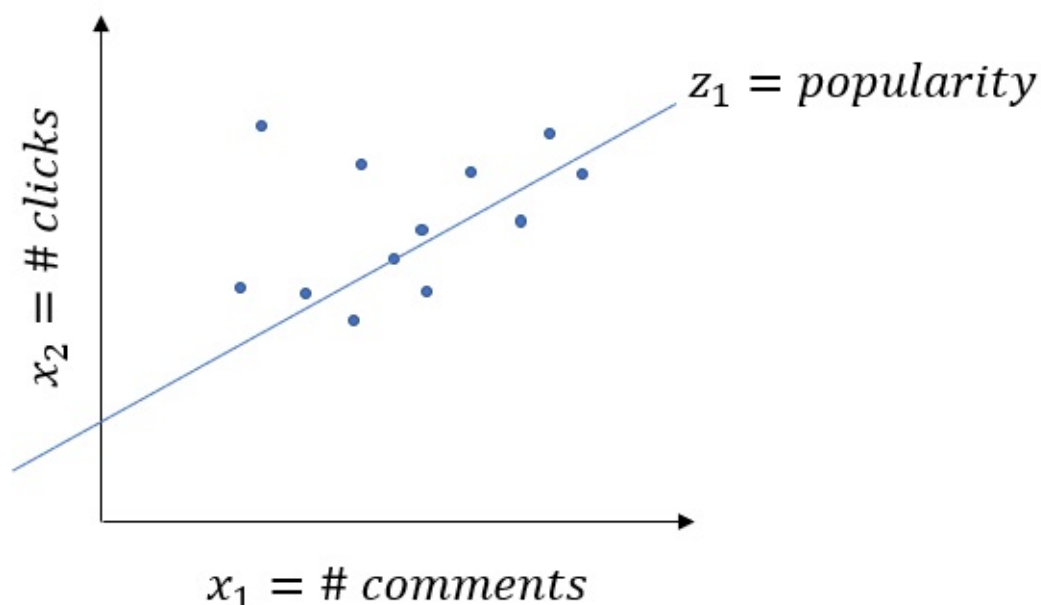 z₁ = popularity
x₂ = # clicks
x₁ = # comments